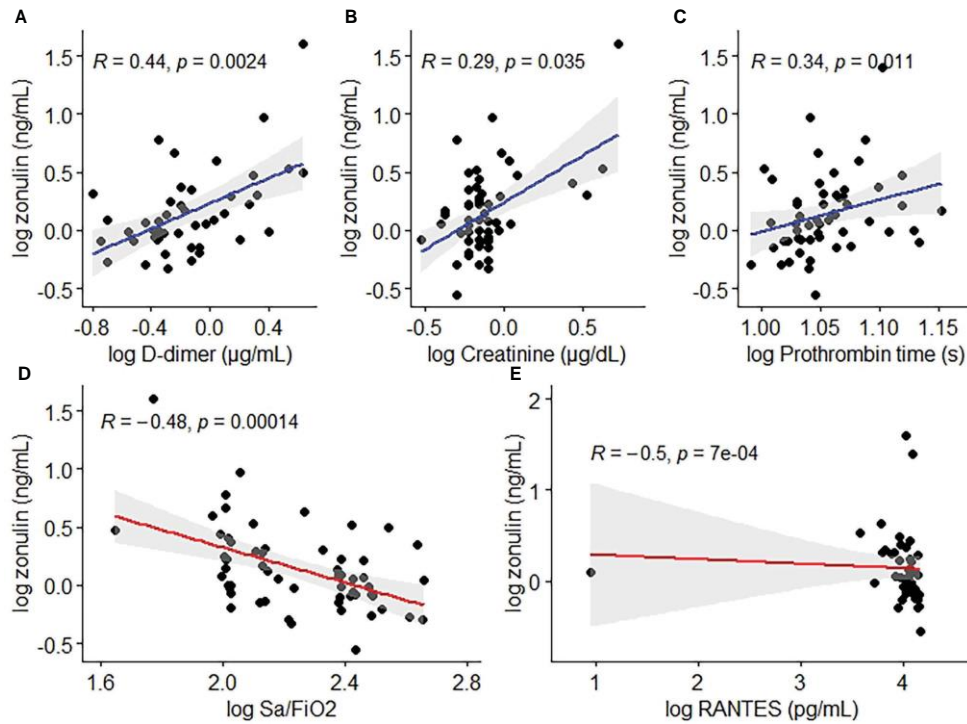 A
B
C
R = 0.44, p = 0.0024
R = 0.29, p = 0.035
R = 0.34, p = 0.011
log zonulin (ng/mL)
1.5
1.0
0.5
0.0
-0.5
log zonulin (ng/mL)
1.5
1.0
0.5
0.0
-0.5
log zonulin (ng/mL)
1.5
1.0
0.5
0.0
-0.5
-0.8 -0.4 0.0 0.4
-0.5 0.0 0.5
1.00 1.05 1.10 1.15
log D-dimer (µg/mL)
log Creatinine (µg/dL)
log Prothrombin time (s)
D
E
R = −0.48, p = 0.00014
R = −0.5, p = 7e-04
log zonulin (ng/mL)
1.5
1.0
0.5
0.0
-0.5
log zonulin (ng/mL)
2
1
0
1.6 2.0 2.4 2.8
1 2 3 4
log Sa/FiO2
log RANTES (pg/mL)